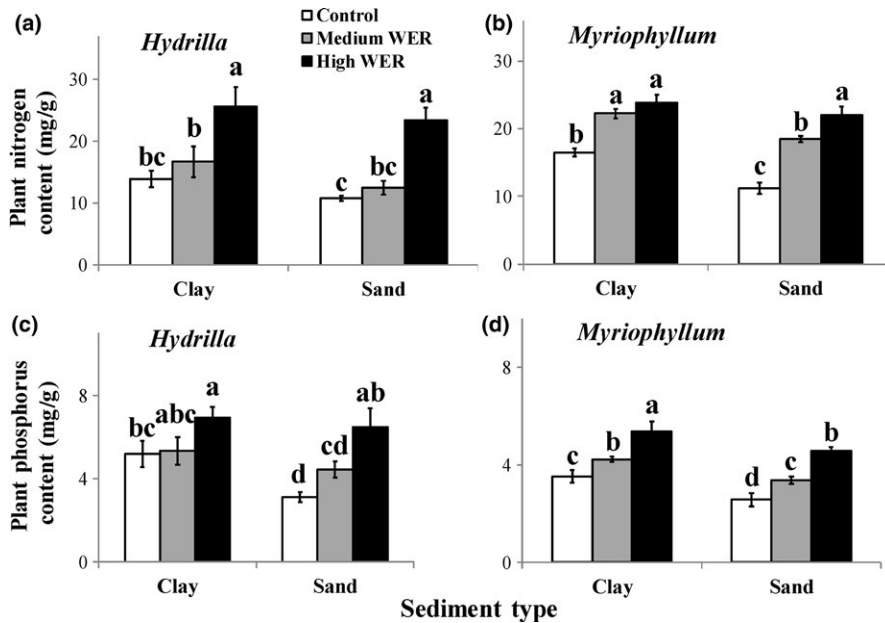 (a)
Hydrilla
Control
Medium WER
High WER
Plant nitrogen
content (mg/g)
30
20
10
0
bc
b
a
c
bc
a
Clay
Sand
(b)
Myriophyllum
30
20
10
0
b
a
a
c
b
a
Clay
Sand
(c)
Hydrilla
Plant phosphorus
content (mg/g)
8
4
0
bc
abc
a
d
cd
ab
Clay
Sand
(d)
Myriophyllum
8
4
0
c
b
a
d
c
b
Clay
Sand
Sediment type